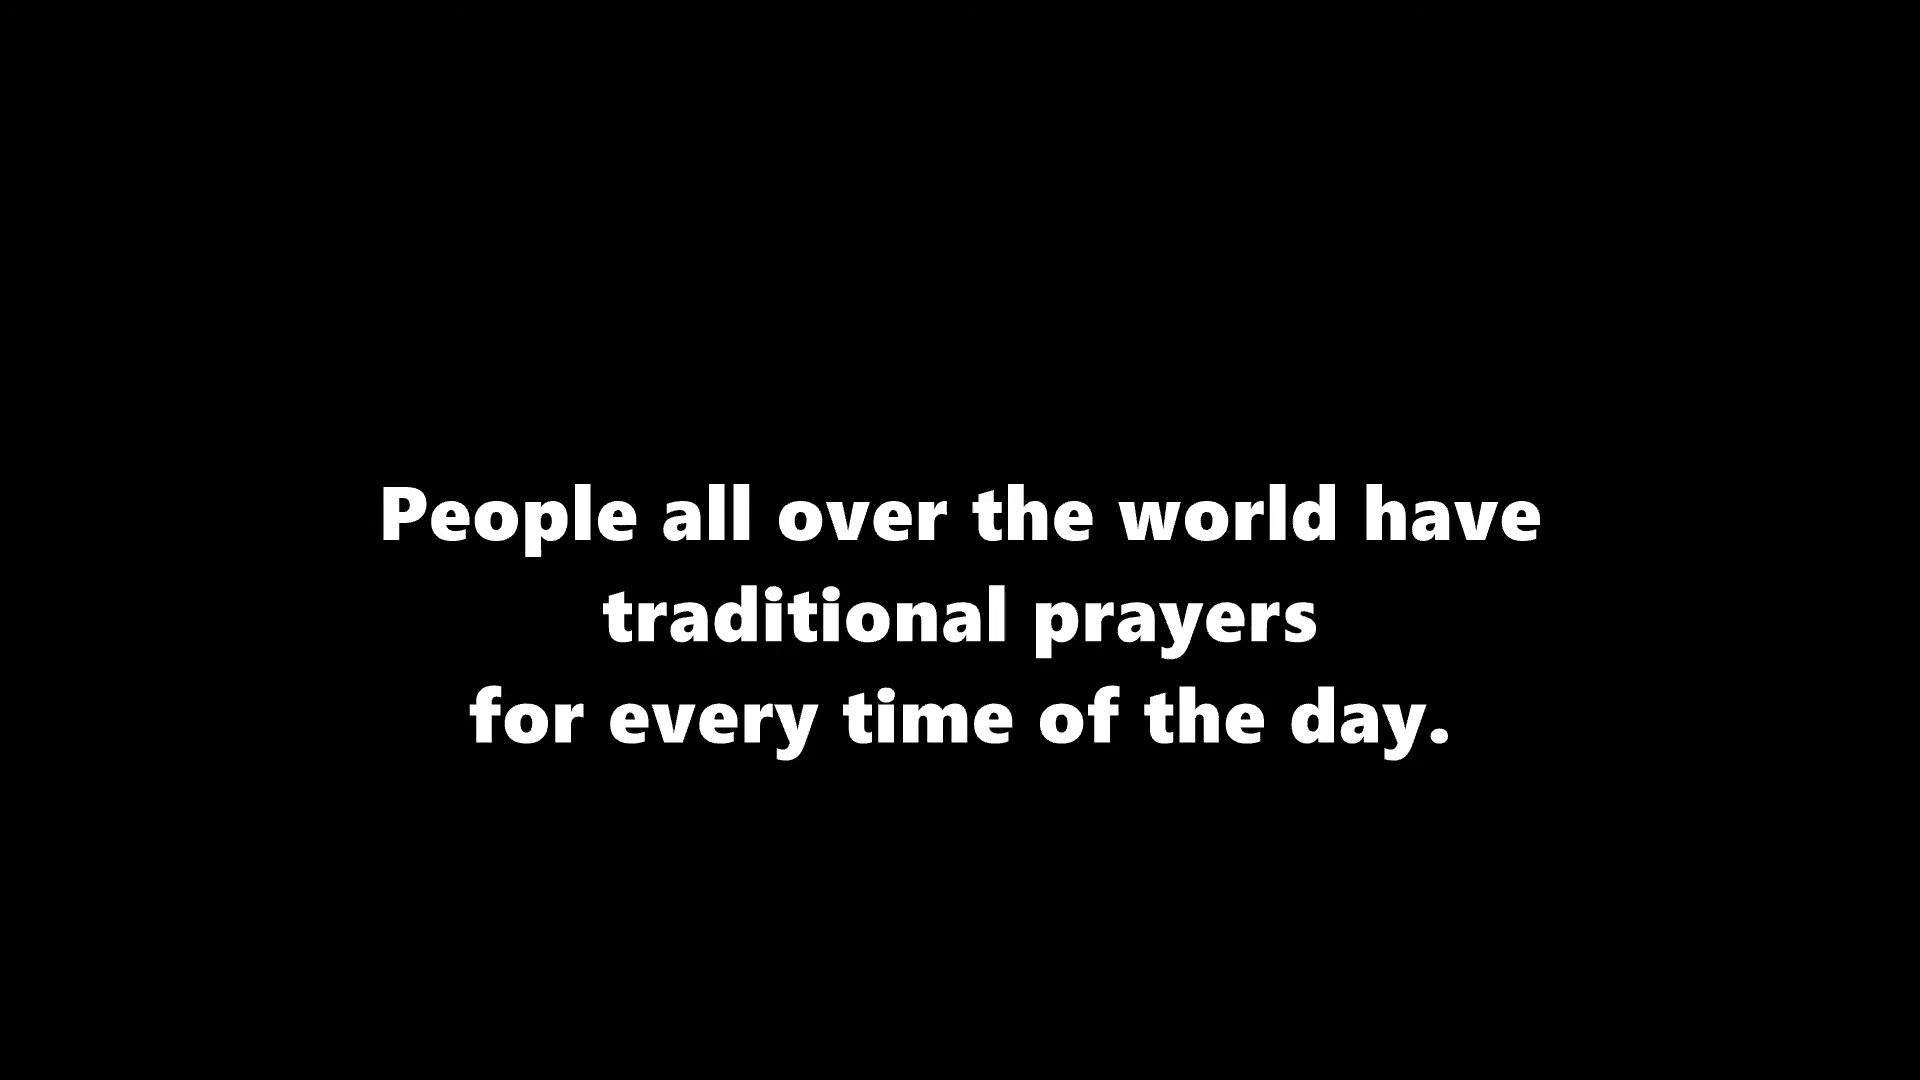 People all over the world have
traditional prayers
for every time of the day.